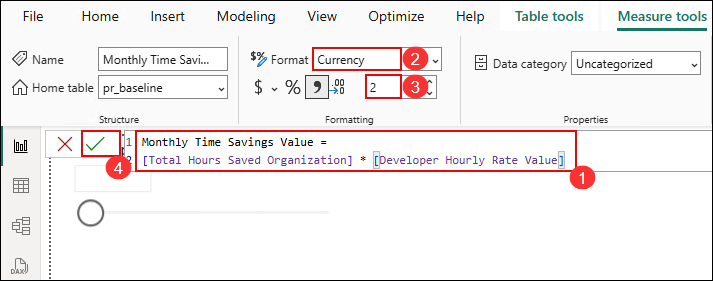 File Home Insert Modeling View Optimize Help Table tools Measure tools
Name Monthly Time Savi... $% Format Currency 2 Data category Uncategorized
Home table pr_baseline $ % , .00 2 3
Structure Formatting Properties
1 Monthly Time Savings Value =
2 [Total Hours Saved Organization] * [Developer Hourly Rate Value]
4 1
DAX